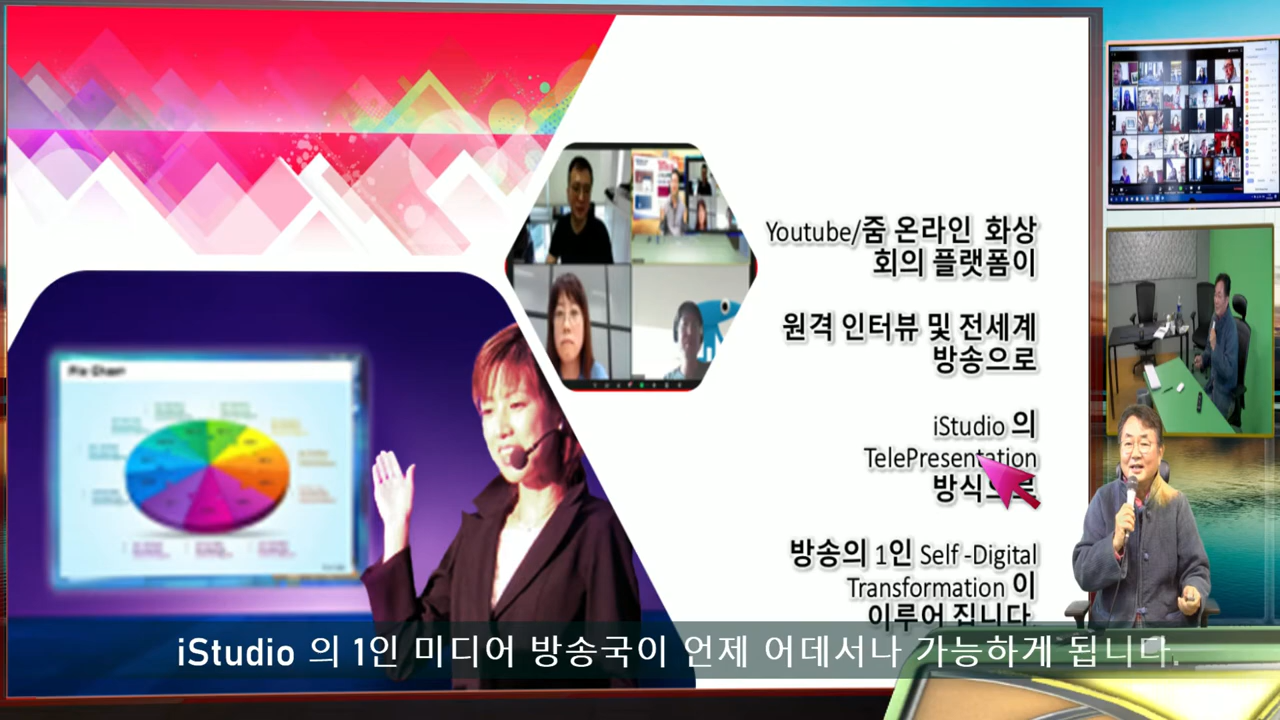 Youtube/줌 온라인 화상
회의 플랫폼이
원격 인터뷰 및 전세계
방송으로
iStudio 의
TelePresentation
방식으로
방송의 1인 Self -Digital
Transformation 이
이루어 집니다.
Pie Chart
iStudio 의 1인 미디어 방송국이 언제 어데서나 가능하게 됩니다.